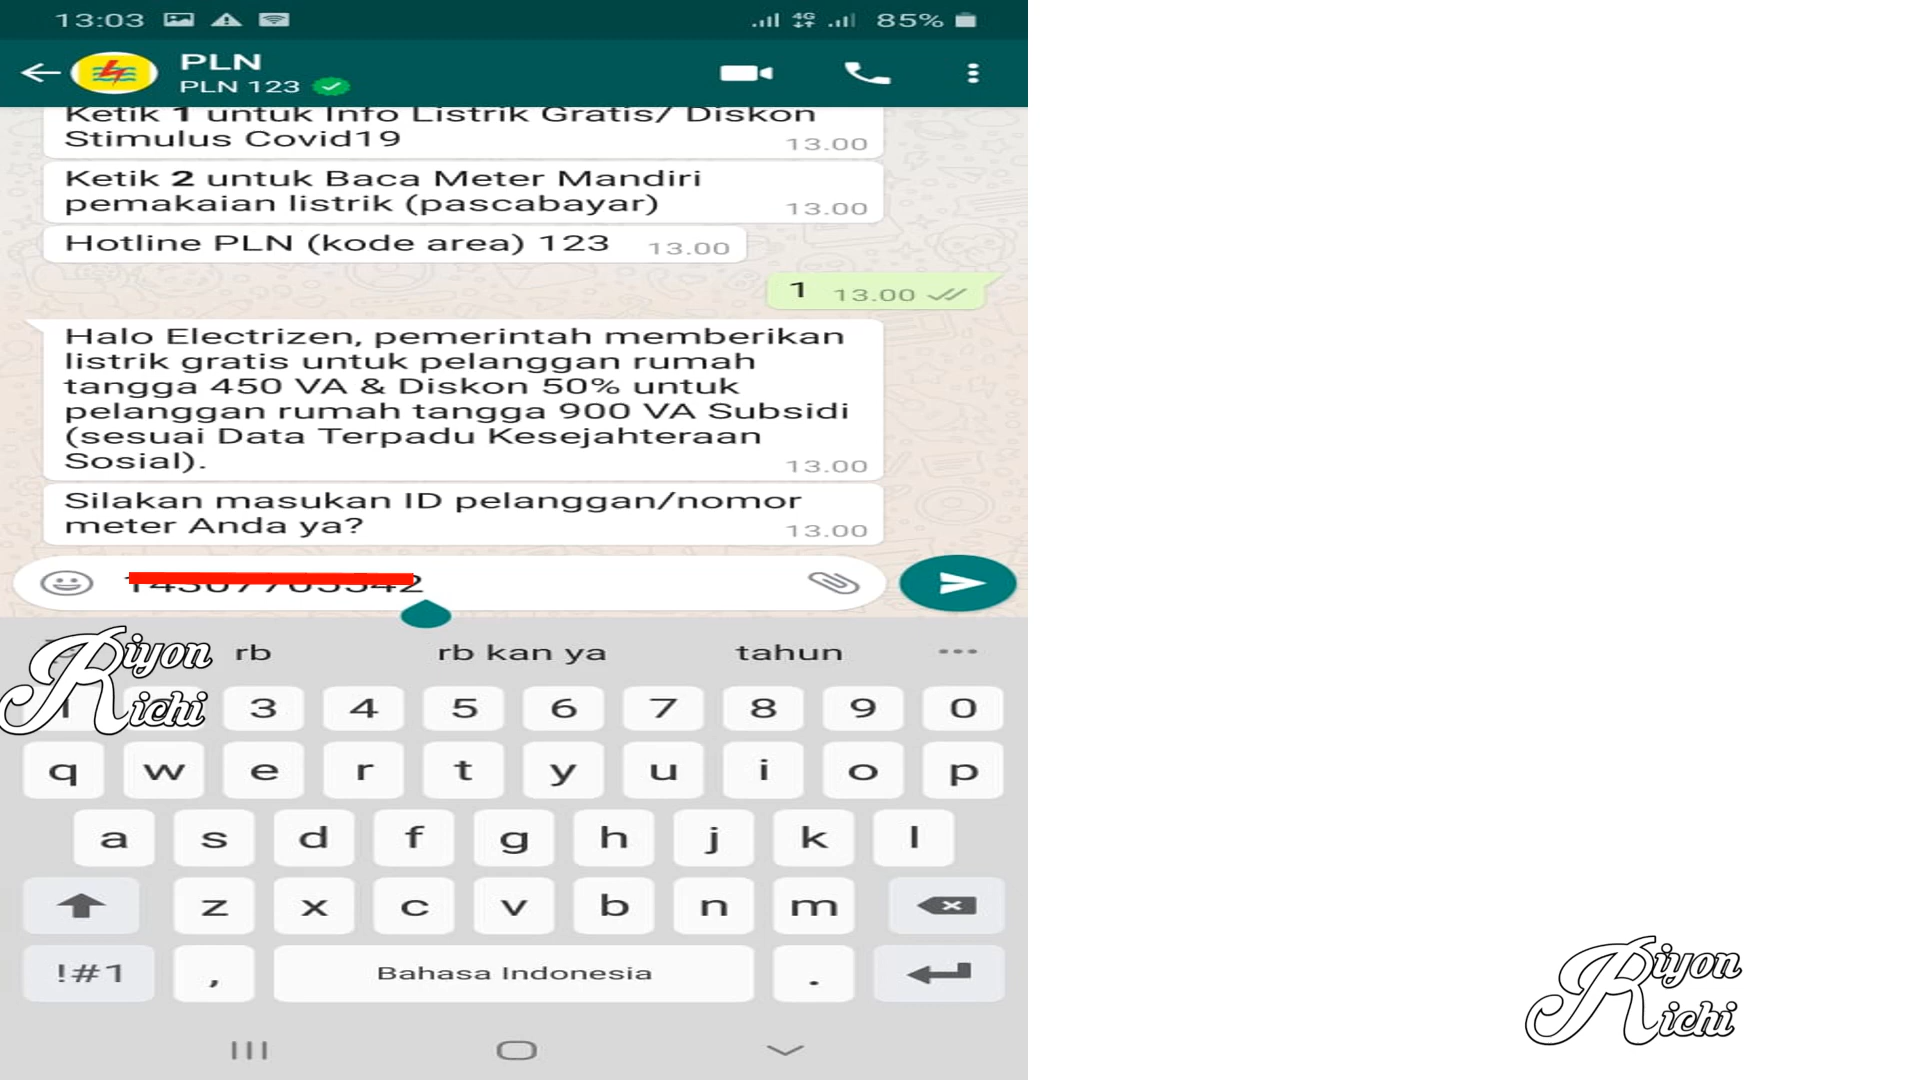 13:03
4G
85%
PLN
PLN 123
Ketik 1 untuk Info Listrik Gratis/ Diskon
Stimulus Covid19
13.00
Ketik 2 untuk Baca Meter Mandiri
pemakaian listrik (pascabayar)
13.00
Hotline PLN (kode area) 123
13.00
1
13.00
Halo Electrizen, pemerintah memberikan
listrik gratis untuk pelanggan rumah
tangga 450 VA & Diskon 50% untuk
pelanggan rumah tangga 900 VA Subsidi
(sesuai Data Terpadu Kesejahteraan
Sosial).
13.00
Silakan masukan ID pelanggan/nomor
meter Anda ya?
13.00
rb rb kan ya tahun
Riyon
Richi
3 4 5 6 7 8 9 0
q w e r t y u i o p
a s d f g h j k l
z x c v b n m
!#1 , Bahasa Indonesia .
Riyon
Richi